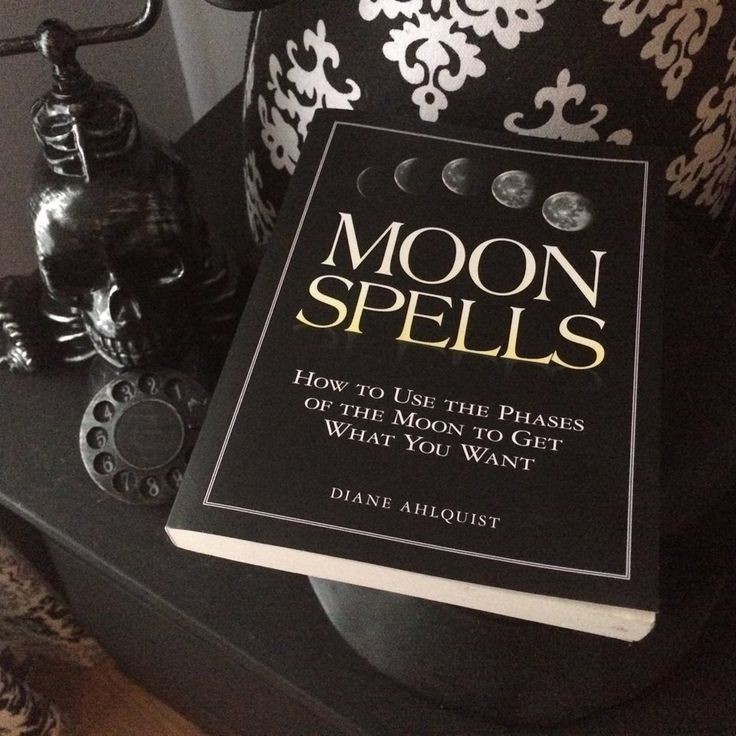 MOON
SPELLS
HOW TO USE THE PHASES
OF THE MOON TO GET
WHAT YOU WANT
DIANE AHLQUIST